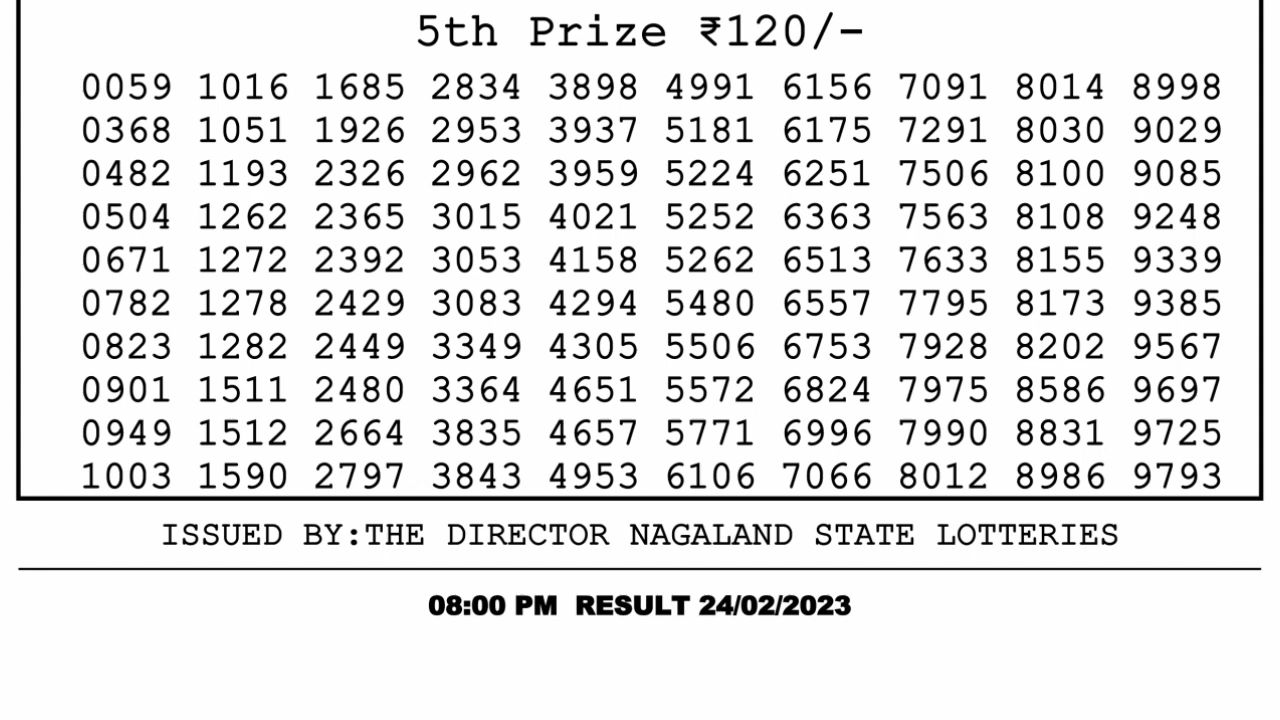 5th Prize ₹120/-
0059 1016 1685 2834 3898 4991 6156 7091 8014 8998
0368 1051 1926 2953 3937 5181 6175 7291 8030 9029
0482 1193 2326 2962 3959 5224 6251 7506 8100 9085
0504 1262 2365 3015 4021 5252 6363 7563 8108 9248
0671 1272 2392 3053 4158 5262 6513 7633 8155 9339
0782 1278 2429 3083 4294 5480 6557 7795 8173 9385
0823 1282 2449 3349 4305 5506 6753 7928 8202 9567
0901 1511 2480 3364 4651 5572 6824 7975 8586 9697
0949 1512 2664 3835 4657 5771 6996 7990 8831 9725
1003 1590 2797 3843 4953 6106 7066 8012 8986 9793
ISSUED BY:THE DIRECTOR NAGALAND STATE LOTTERIES
08:00 PM RESULT 24/02/2023